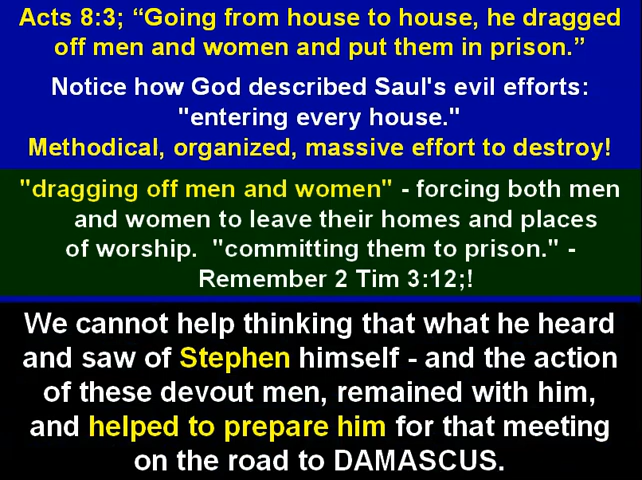 Acts 8:3; “Going from house to house, he dragged
off men and women and put them in prison.”
Notice how God described Saul's evil efforts:
"entering every house."
Methodical, organized, massive effort to destroy!
"dragging off men and women" - forcing both men
and women to leave their homes and places
of worship. "committing them to prison." -
Remember 2 Tim 3:12;!
We cannot help thinking that what he heard
and saw of Stephen himself - and the action
of these devout men, remained with him,
and helped to prepare him for that meeting
on the road to DAMASCUS.